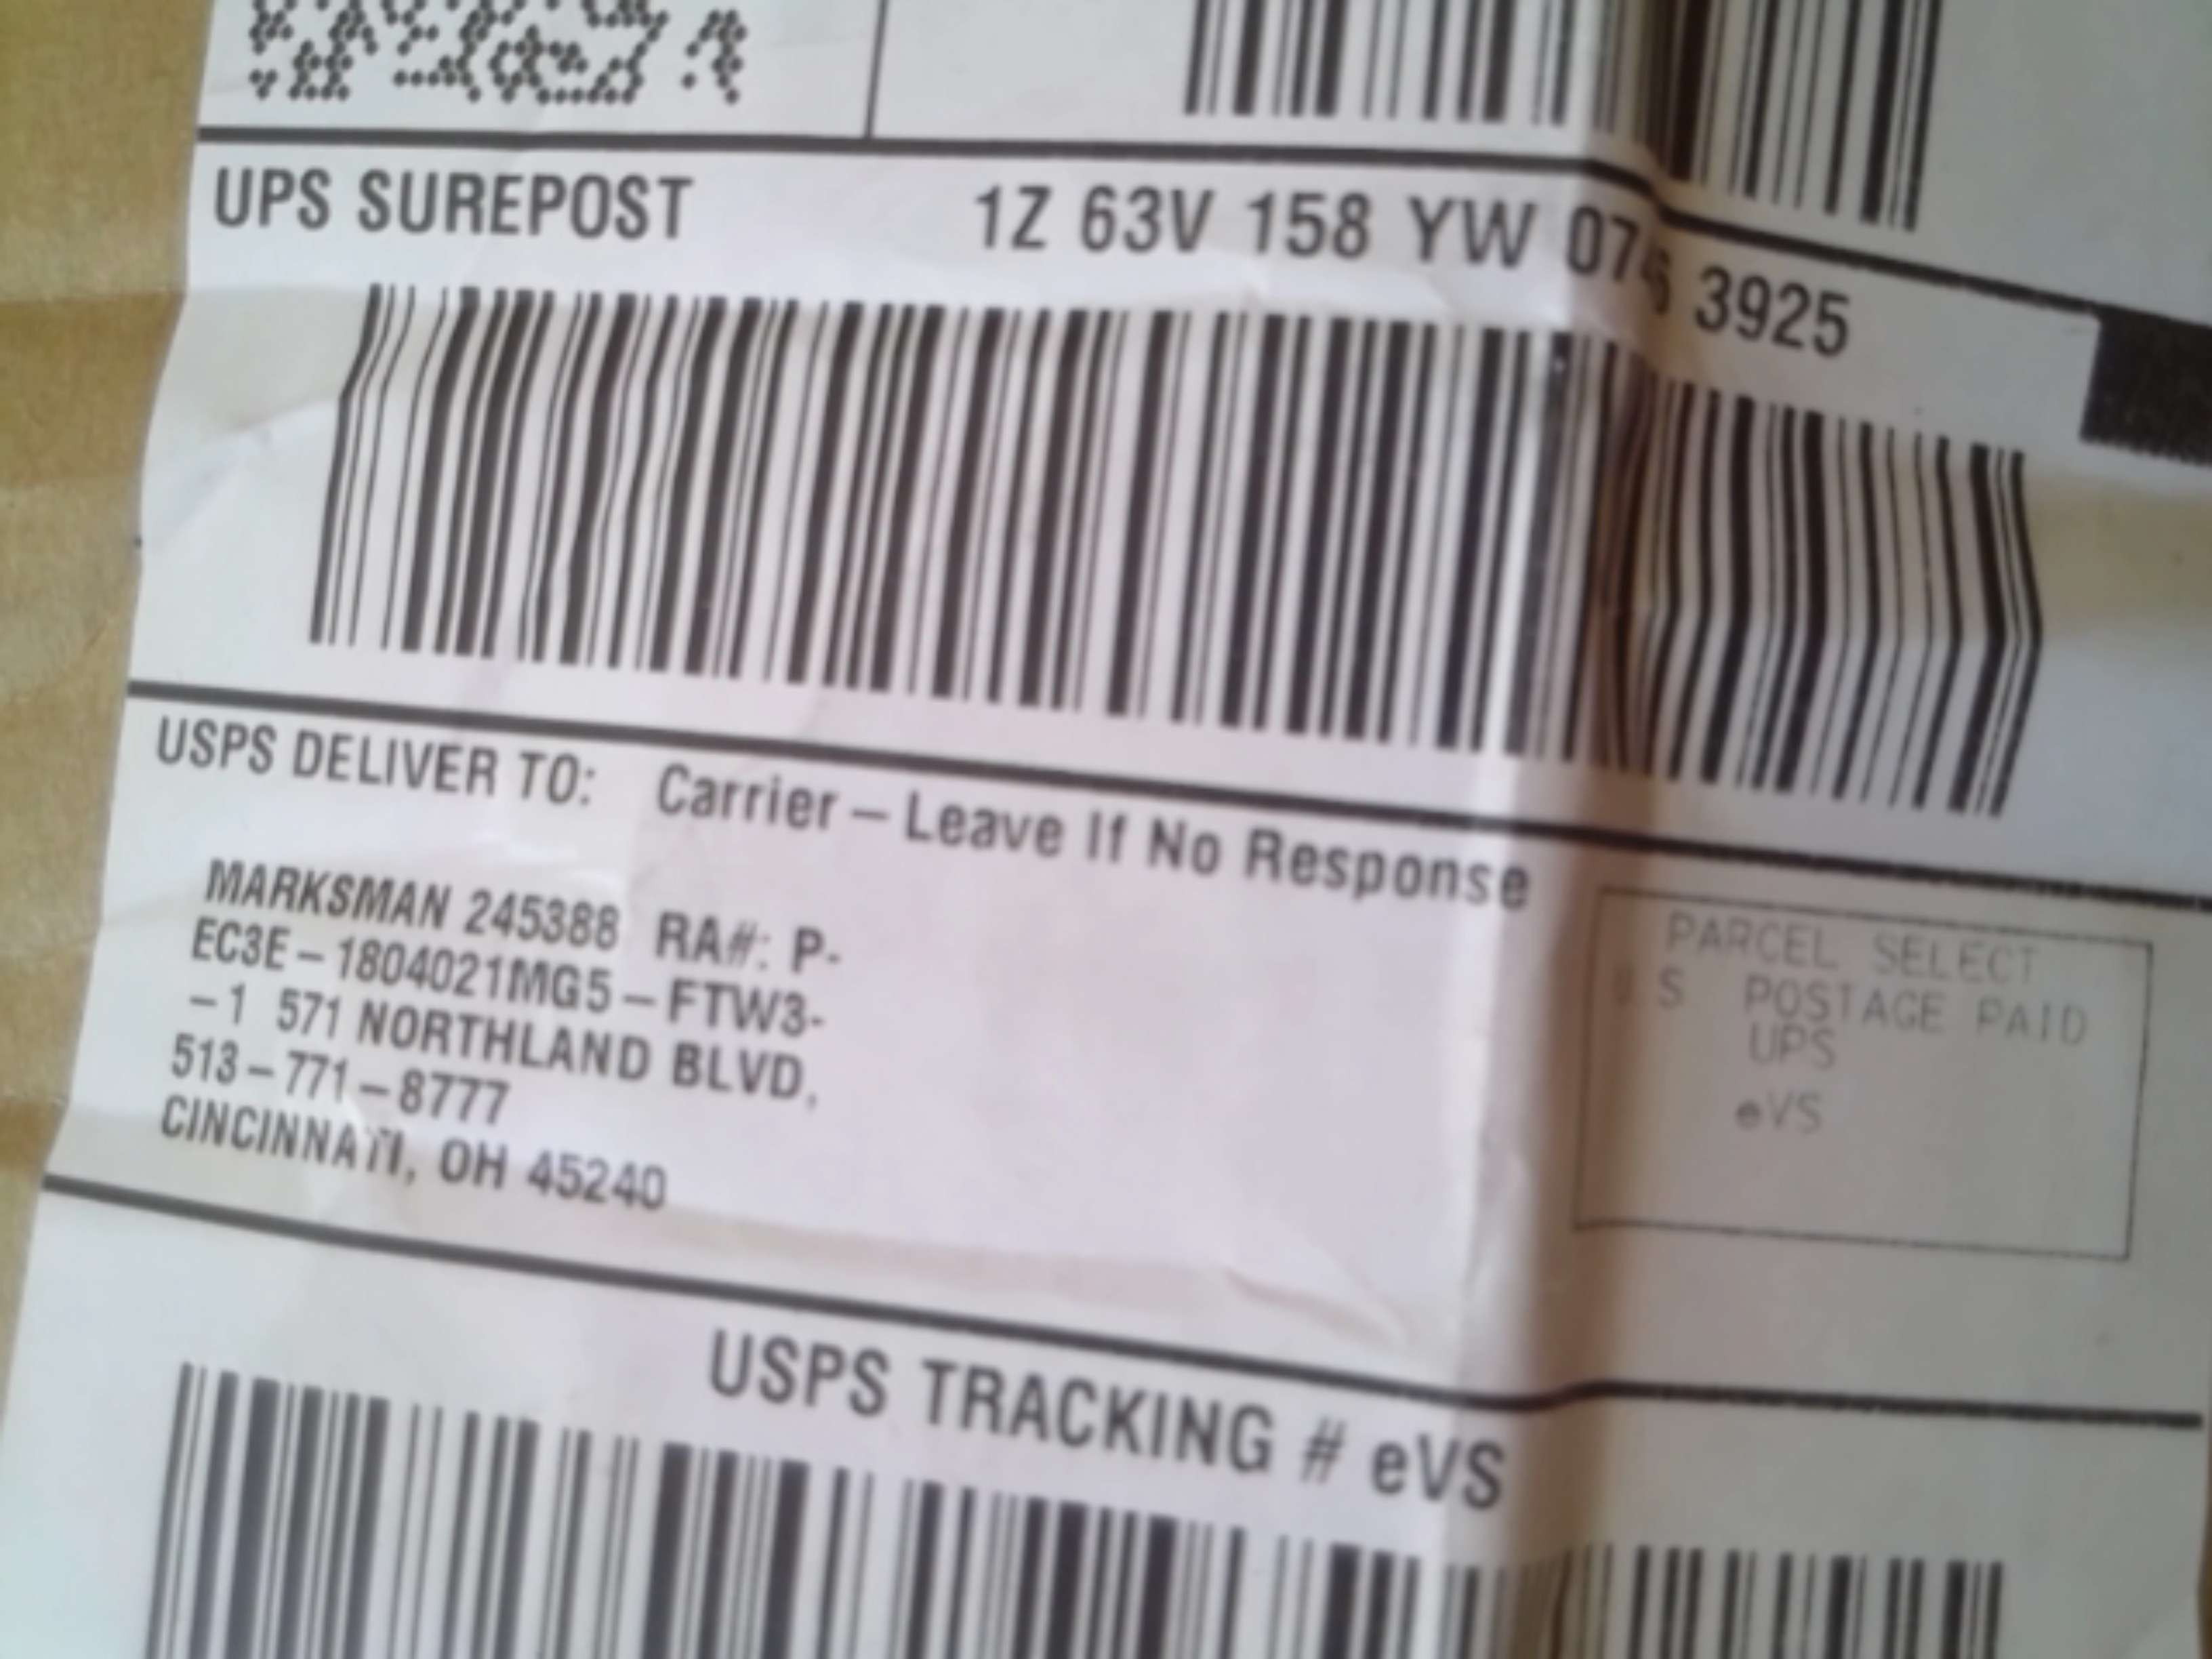 UPS SUREPOST
1Z 63V 158 YW 3925
USPS DELIVER TO: Carrier – Leave If No Response
MARKSMAN 245388 RA#: P-
EC3E – 1804021MG5 – FTW3-
– 1 571 NORTHLAND BLVD,
513 – 771 – 8777
CINCINNATI, OH 45240
PARCEL SELECT
U S POSTAGE PAID
UPS
eVS
USPS TRACKING # eVS